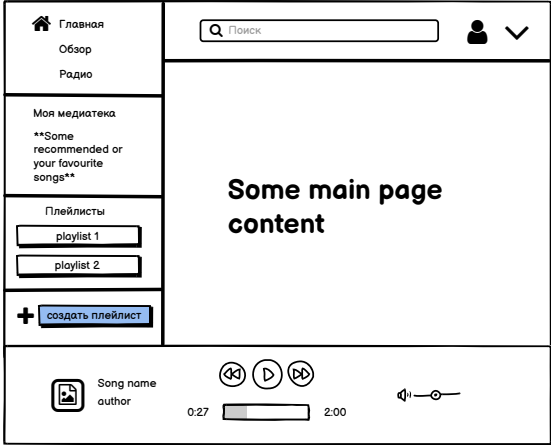 Главная
Обзор
Радио
Поиск
Моя медиатека
**Some
recommended or
your favourite
songs**
Плейлисты
playlist 1
playlist 2
создать плейлист
Some main page
content
Song name
author
0:27
2:00